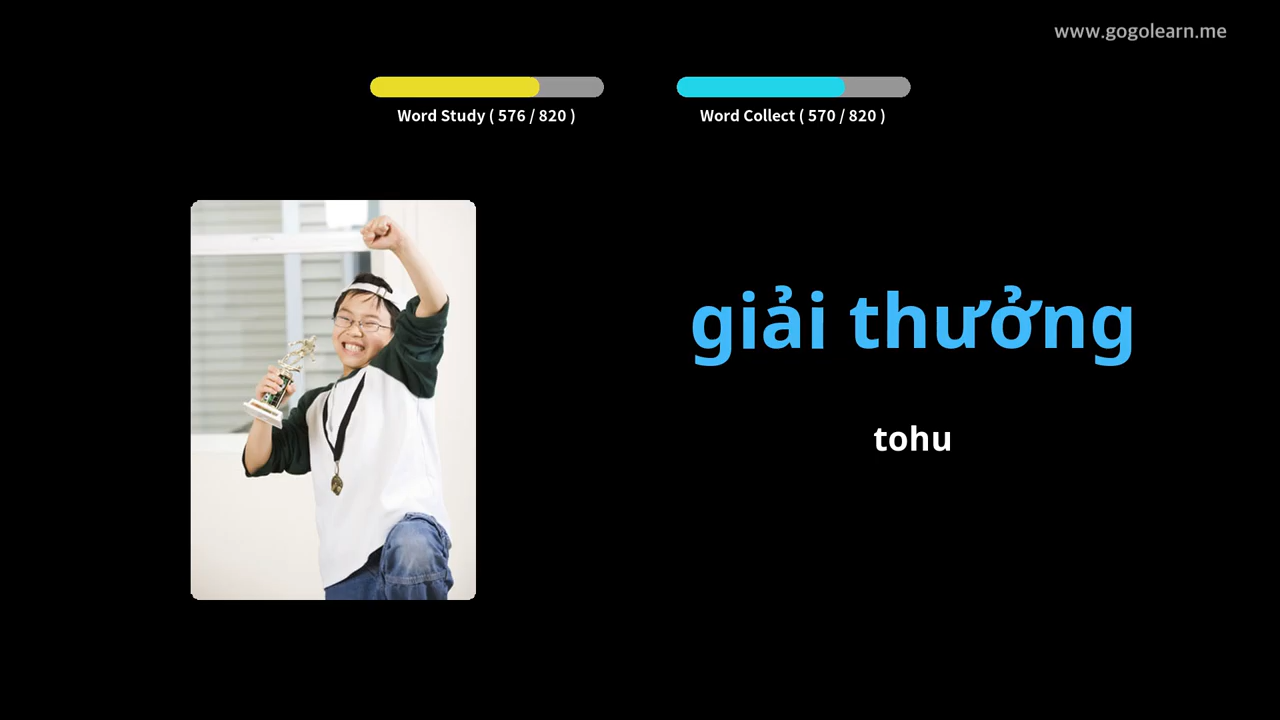 www.gogolearn.me
Word Study ( 576 / 820 )
Word Collect ( 570 / 820 )
giải thưởng
tohu